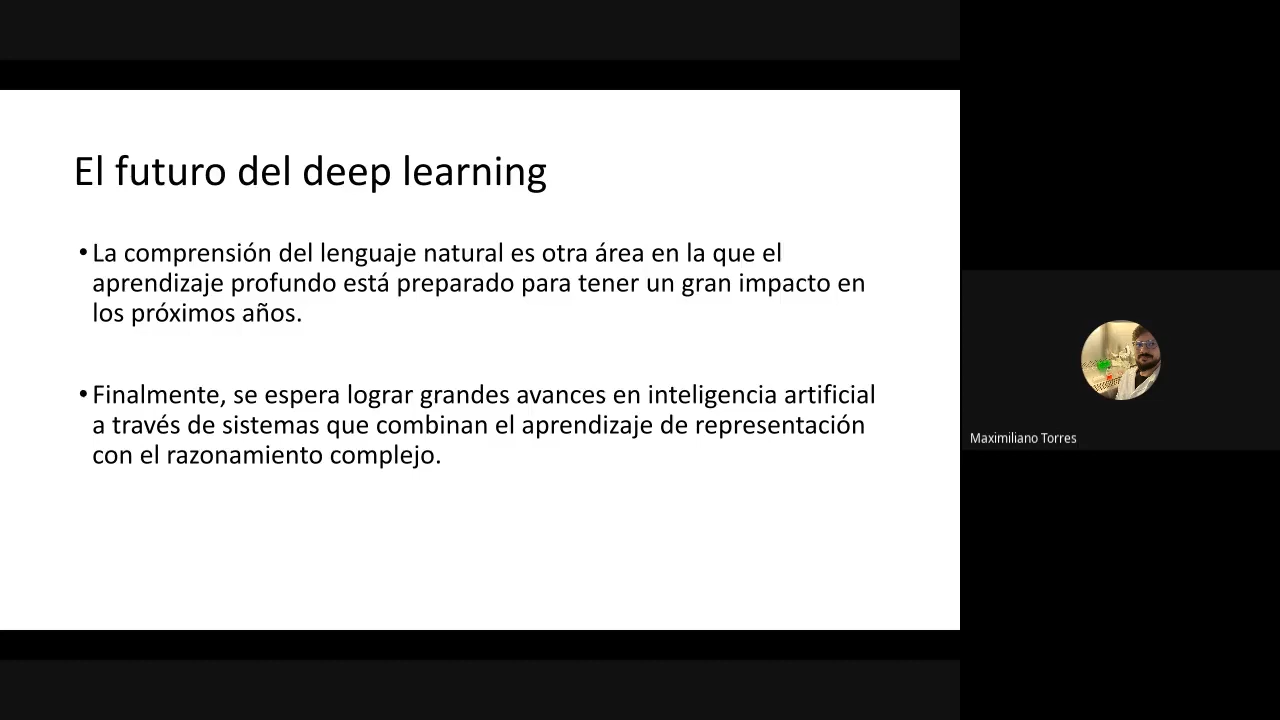 El futuro del deep learning
•La comprensión del lenguaje natural es otra área en la que el
aprendizaje profundo está preparado para tener un gran impacto en
los próximos años.
•Finalmente, se espera lograr grandes avances en inteligencia artificial
a través de sistemas que combinan el aprendizaje de representación
con el razonamiento complejo.
Maximiliano Torres